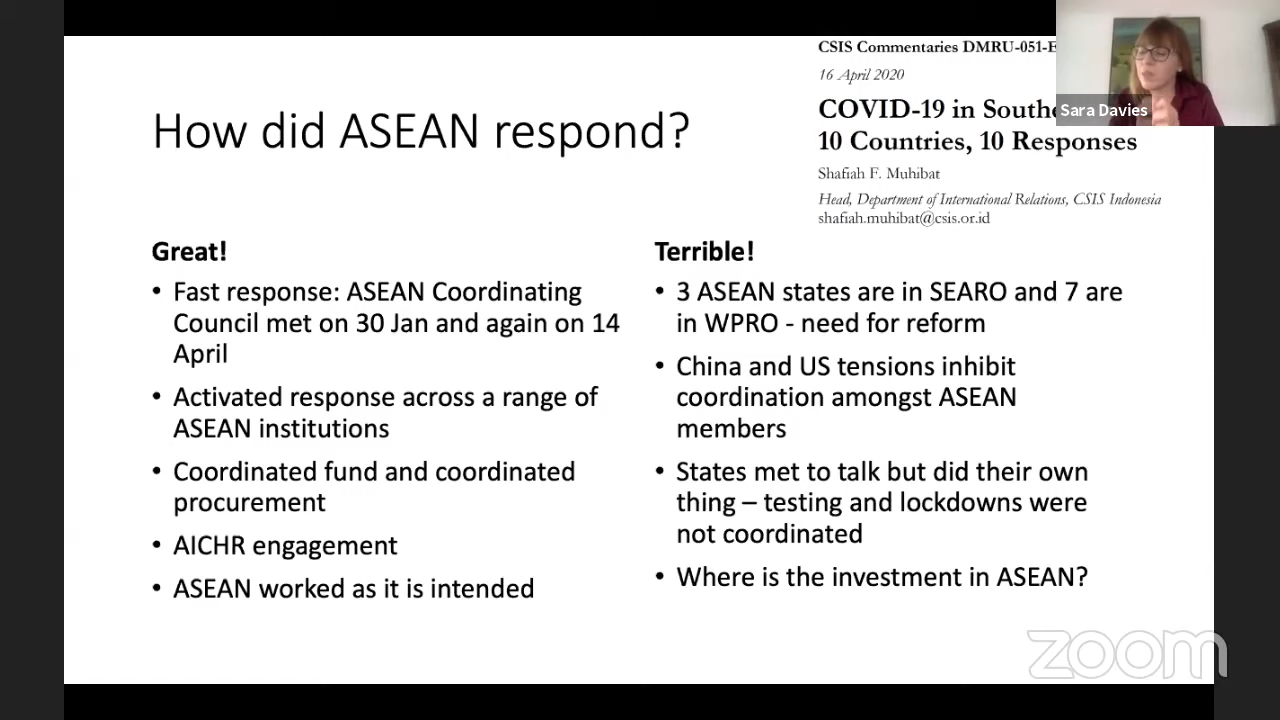 CSIS Commentaries DMRU-051-E
16 April 2020
COVID-19 in Southe
10 Countries, 10 Responses
Shafiah F. Muhibat
Head, Department of International Relations, CSIS Indonesia
shafiah.muhibat@csis.or.id
Sara Davies
How did ASEAN respond?
Great!
• Fast response: ASEAN Coordinating
Council met on 30 Jan and again on 14
April
• Activated response across a range of
ASEAN institutions
• Coordinated fund and coordinated
procurement
• AICHR engagement
• ASEAN worked as it is intended
Terrible!
• 3 ASEAN states are in SEARO and 7 are
in WPRO - need for reform
• China and US tensions inhibit
coordination amongst ASEAN
members
• States met to talk but did their own
thing – testing and lockdowns were
not coordinated
• Where is the investment in ASEAN?
zoom